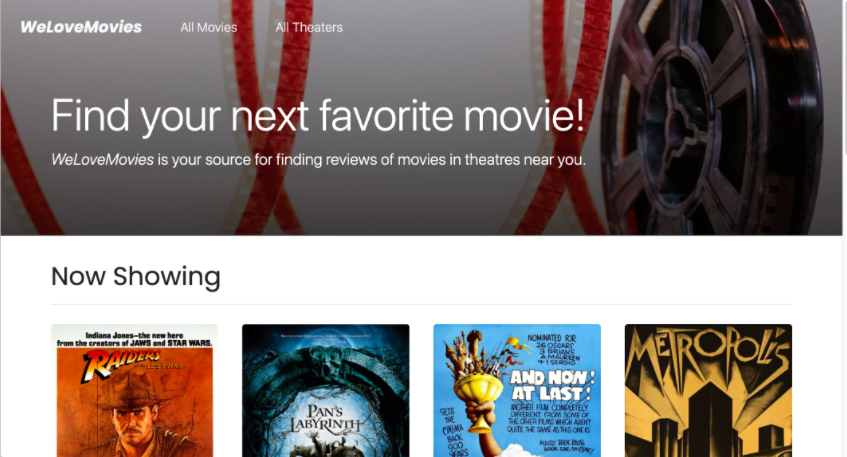 WeLoveMovies All Movies All Theaters
Find your next favorite movie!
WeLoveMovies is your source for finding reviews of movies in theatres near you.
Now Showing
Indiana Jones—the new hero
from the creators of JAWS and STAR WARS.
RAIDERS
OF THE LOST ARK
PAN'S
LABYRINTH
NOMINATED FOR
26 OSCARS
3 BRIANS
A MAUREEN
+ 1 SERGIO
AND NOW!
AT LAST!
ANOTHER FILM COMPLETELY
DIFFERENT FROM SOME OF
THE OTHER FILMS WHICH AREN'T
QUITE THE SAME AS THIS ONE IS
SETS
THE
CINEMA
BACK
900
YEARS
METROPOLIS